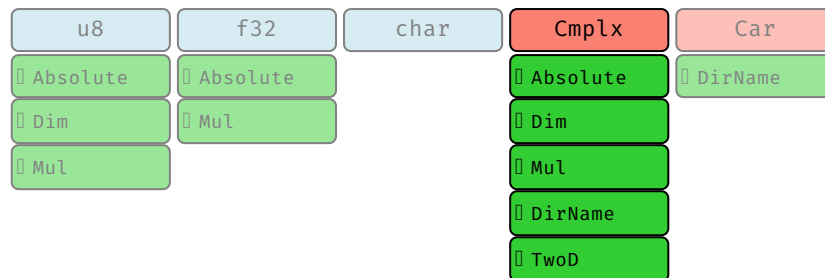 u8 f32 char Cmplx Car
Absolute Absolute Absolute DirName
Dim Mul Dim
Mul Mul
DirName
TwoD